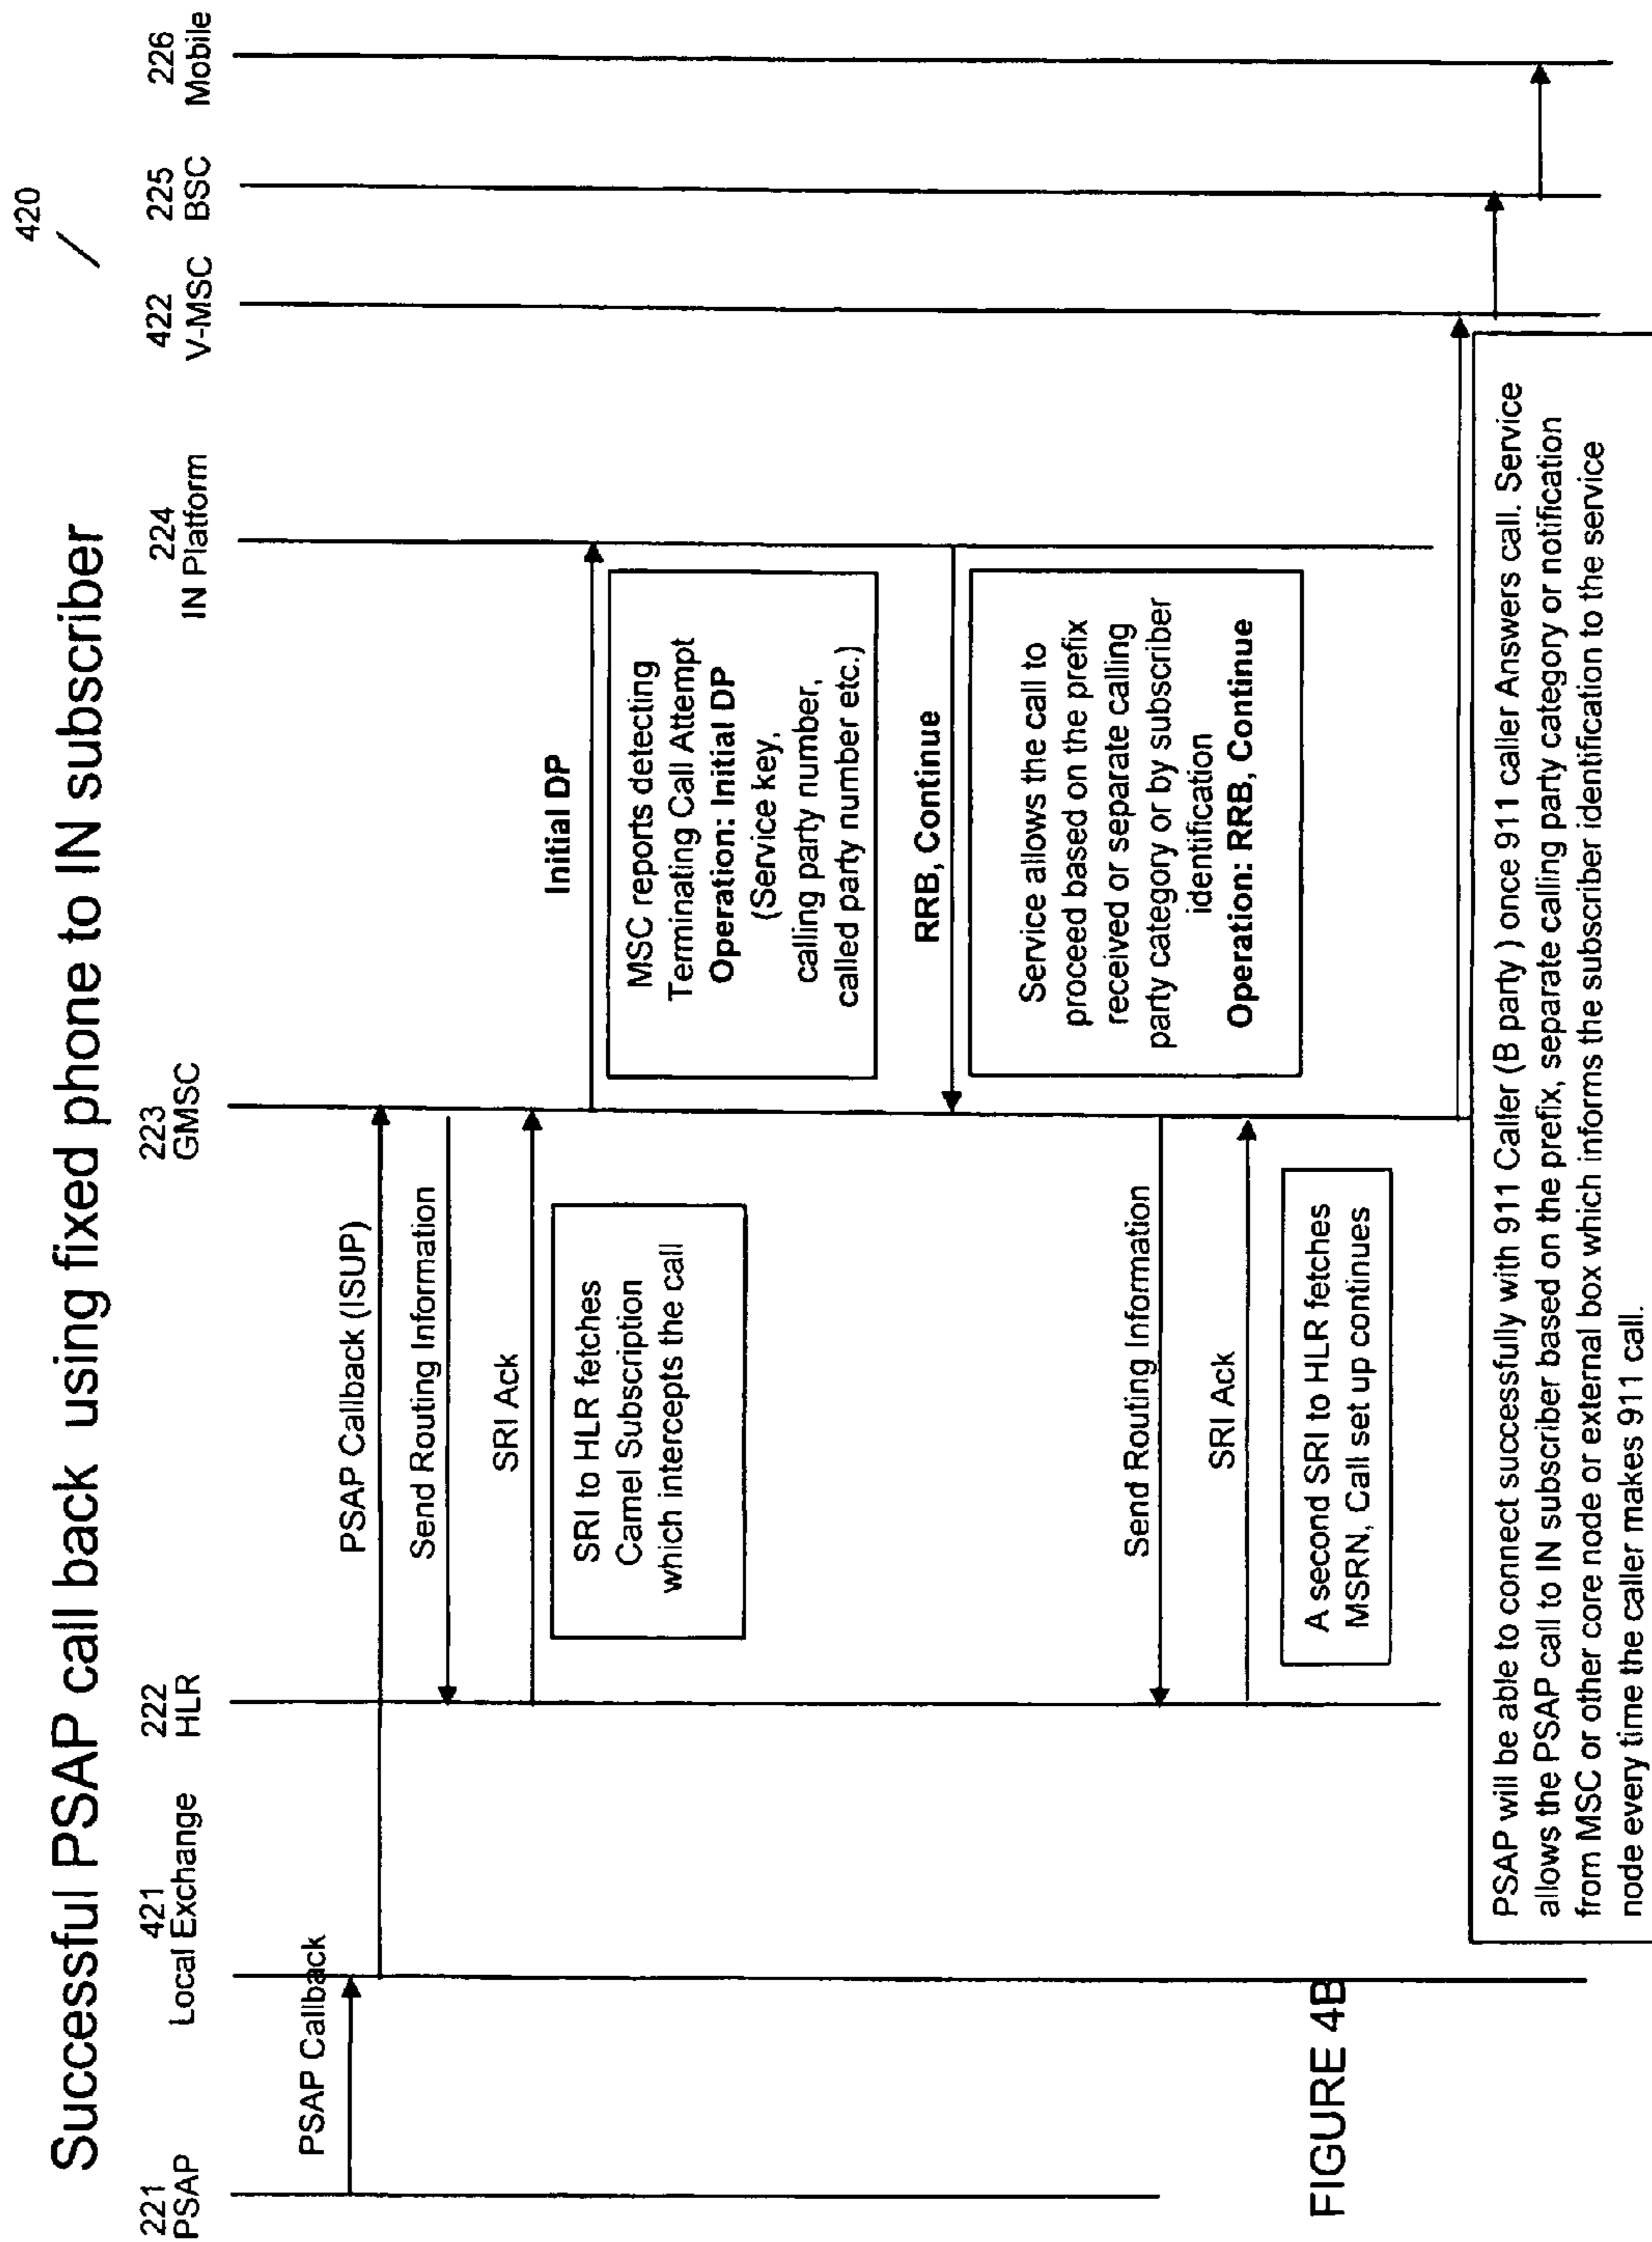 Successful PSAP call back using fixed phone to IN subscriber
420
221
PSAP
421
Local Exchange
222
HLR
223
GMSC
224
IN Platform
422
V-MSC
225
BSC
226
Mobile
PSAP Callback
PSAP Callback (ISUP)
Send Routing Information
SRI Ack
SRI to HLR fetches
Camel Subscription
which intercepts the call
Initial DP
MSC reports detecting
Terminating Call Attempt
Operation: Initial DP
(Service key,
calling party number,
called party number etc.)
RRB, Continue
Service allows the call to
proceed based on the prefix
received or separate calling
party category or by subscriber
identification
Operation: RRB, Continue
Send Routing Information
SRI Ack
A second SRI to HLR fetches
MSRN, Call set up continues
PSAP will be able to connect successfully with 911 Caller (B party ) once 911 caller Answers call. Service
allows the PSAP call to IN subscriber based on the prefix, separate calling party category or notification
from MSC or other core node or external box which informs the subscriber identification to the service
node every time the caller makes 911 call.
FIGURE 4B